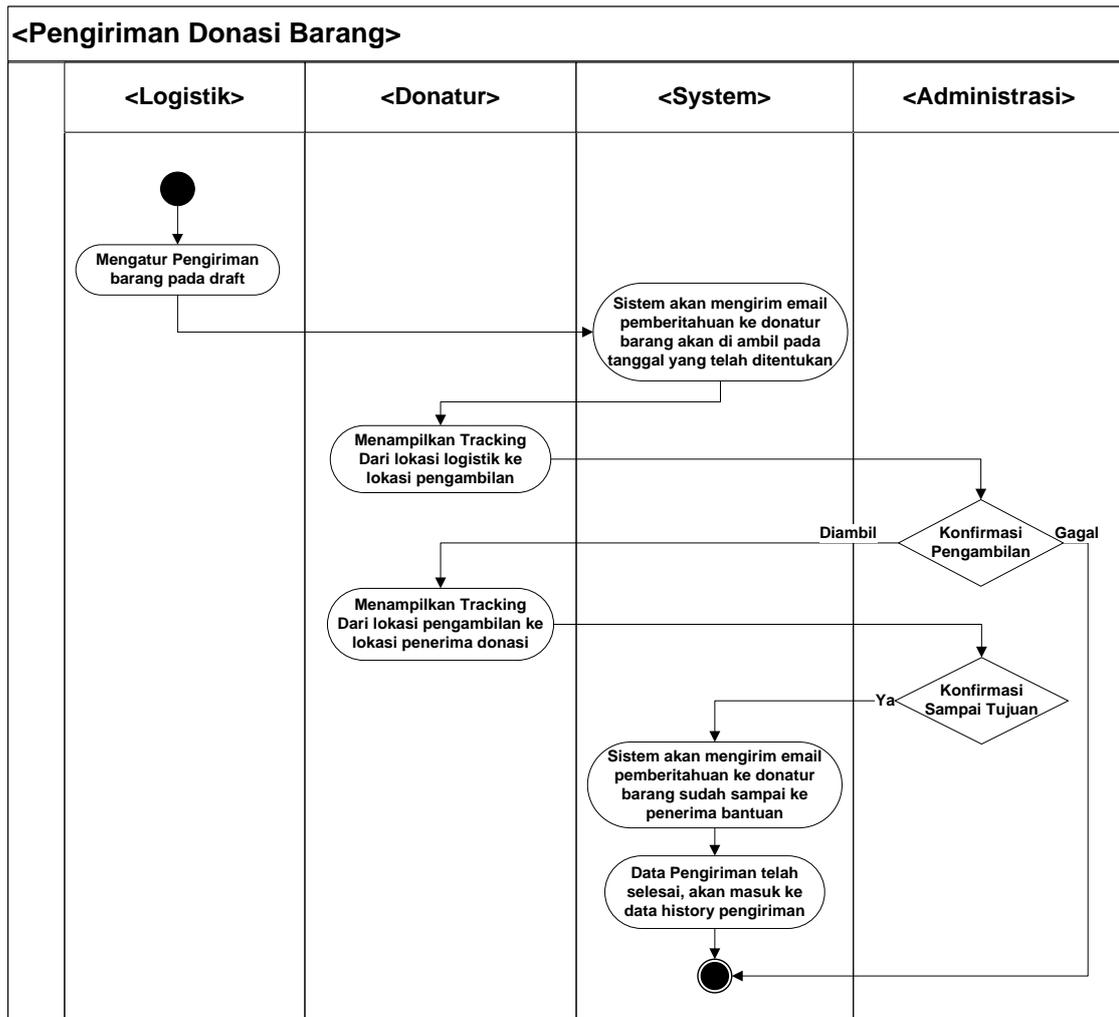 <Pengiriman Donasi Barang>
<Logistik>
<Donatur>
<System>
<Administrasi>
Mengatur Pengiriman
barang pada draft
Sistem akan mengirim email
pemberitahuan ke donatur
barang akan di ambil pada
tanggal yang telah ditentukan
Menampilkan Tracking
Dari lokasi logistik ke
lokasi pengambilan
Konfirmasi
Pengambilan
Diambil
Gagal
Menampilkan Tracking
Dari lokasi pengambilan ke
lokasi penerima donasi
Konfirmasi
Sampai Tujuan
Ya
Sistem akan mengirim email
pemberitahuan ke donatur
barang sudah sampai ke
penerima bantuan
Data Pengiriman telah
selesai, akan masuk ke
data history pengiriman